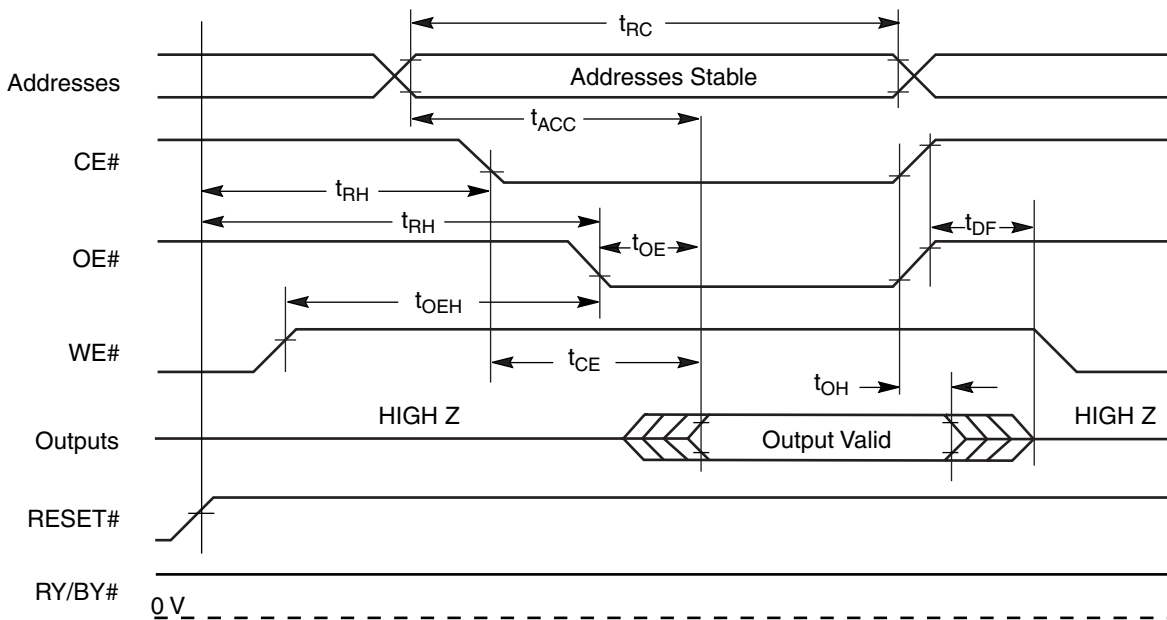 tRC
Addresses
Addresses Stable
tACC
CE#
tRH
tRH
tDF
OE#
tOE
tOEH
WE#
tCE
tOH
HIGH Z
HIGH Z
Outputs
Output Valid
RESET#
RY/BY#
0 V